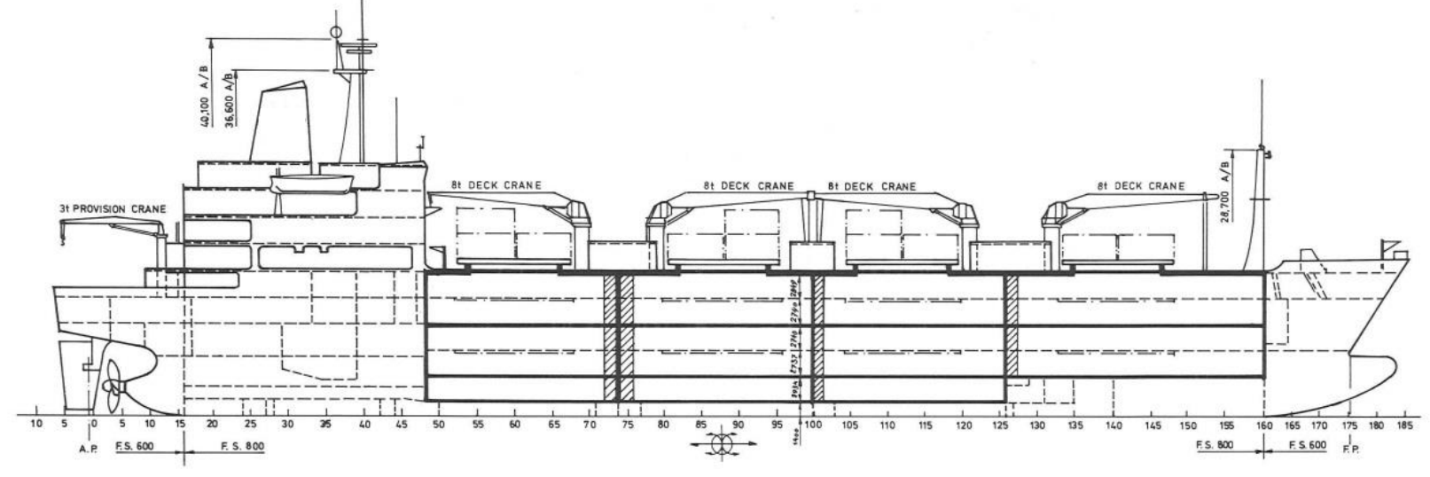 40,100 A/B
36,600 A/B
3t PROVISION CRANE
8t DECK CRANE
8t DECK CRANE
8t DECK CRANE
8t DECK CRANE
28,700 A/B
10 5 0 5 10 15 20 25 30 35 40 45 50 55 60 65 70 75 80 85 90 95 100 105 110 115 120 125 130 135 140 145 150 155 160 165 170 175 180 185
A.P. F.S. 600 F. S. 800 F.S. 800 F.S. 600 F.P.